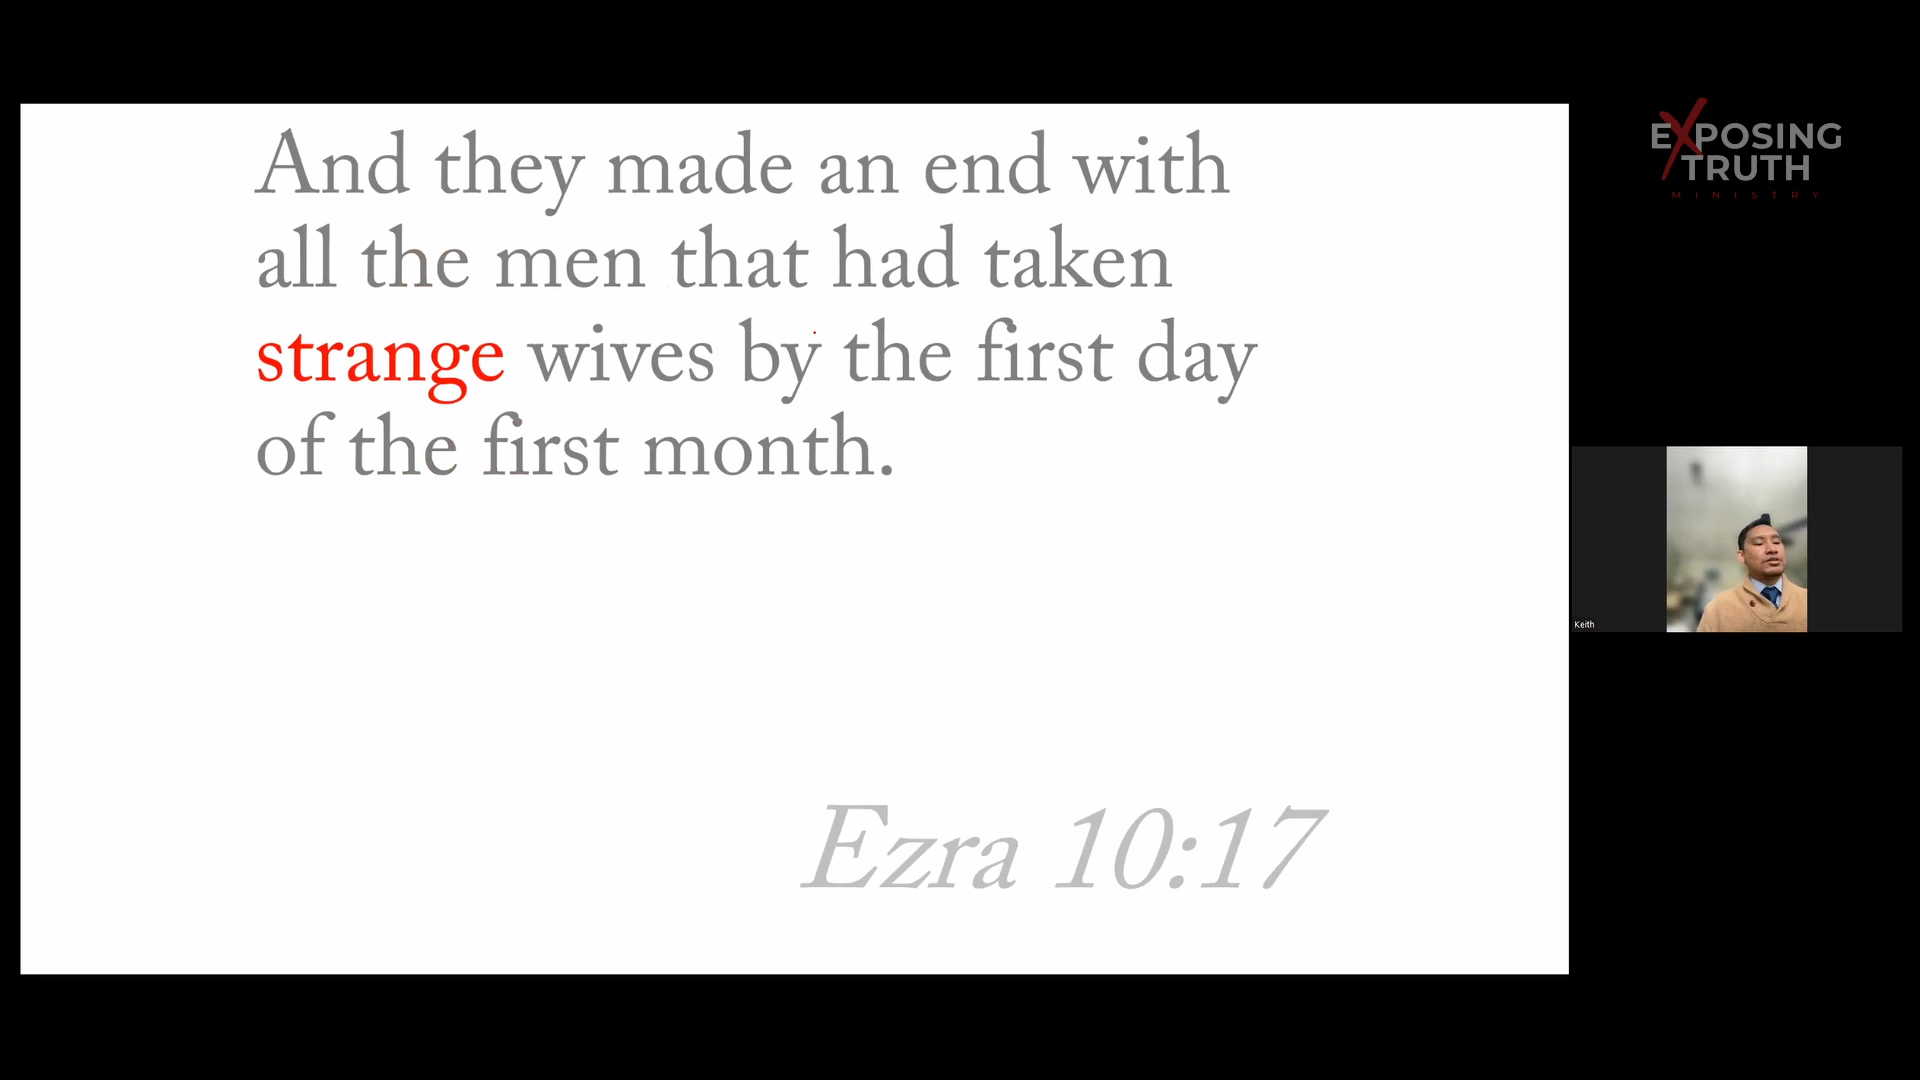 And they made an end with
all the men that had taken
strange wives by the first day
of the first month.
Ezra 10:17
EXPOSING
TRUTH
MINISTRY
Keith